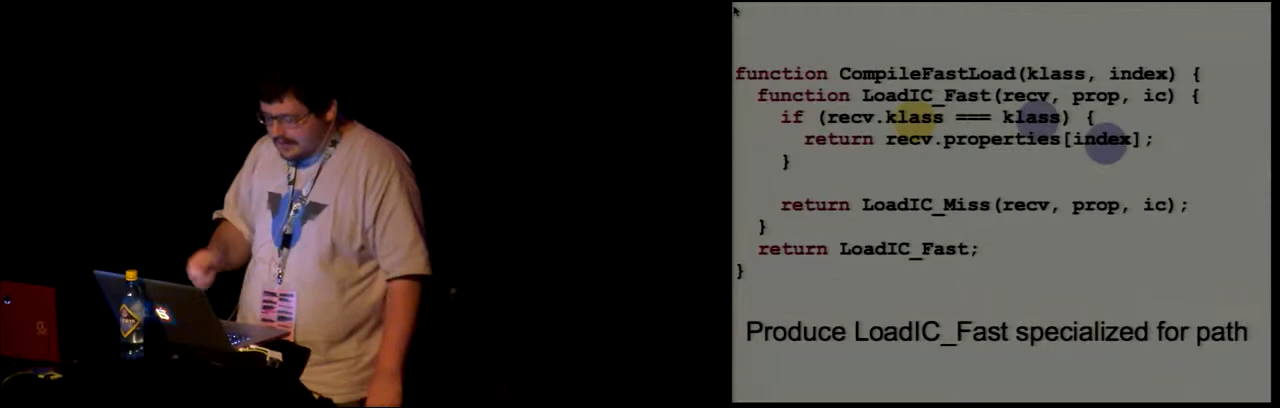 function CompileFastLoad(klass, index) {
function LoadIC_Fast(recv, prop, ic) {
if (recv.klass === klass) {
return recv.properties[index];
}
return LoadIC_Miss(recv, prop, ic);
}
return LoadIC_Fast;
}
Produce LoadIC_Fast specialized for path